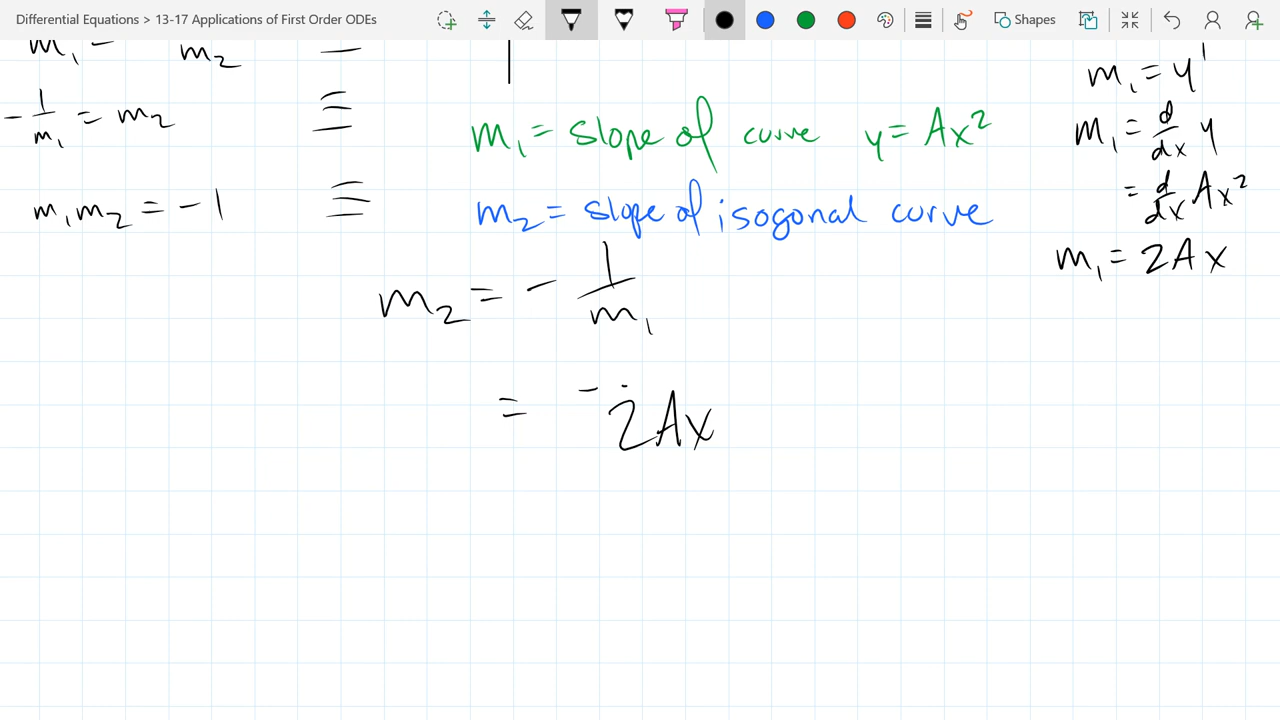 Differential Equations > 13-17 Applications of First Order ODEs
Shapes
m₁ = m₂
-1/m₁ = m₂ ≡
m₁m₂ = -1 ≡
m₁ = slope of curve y = Ax²
m₂ = slope of isogonal curve
m₂ = - 1/m₁
= - 2Ax
m₁ = y'
m₁ = d/dx y
= d/dx Ax²
m₁ = 2Ax